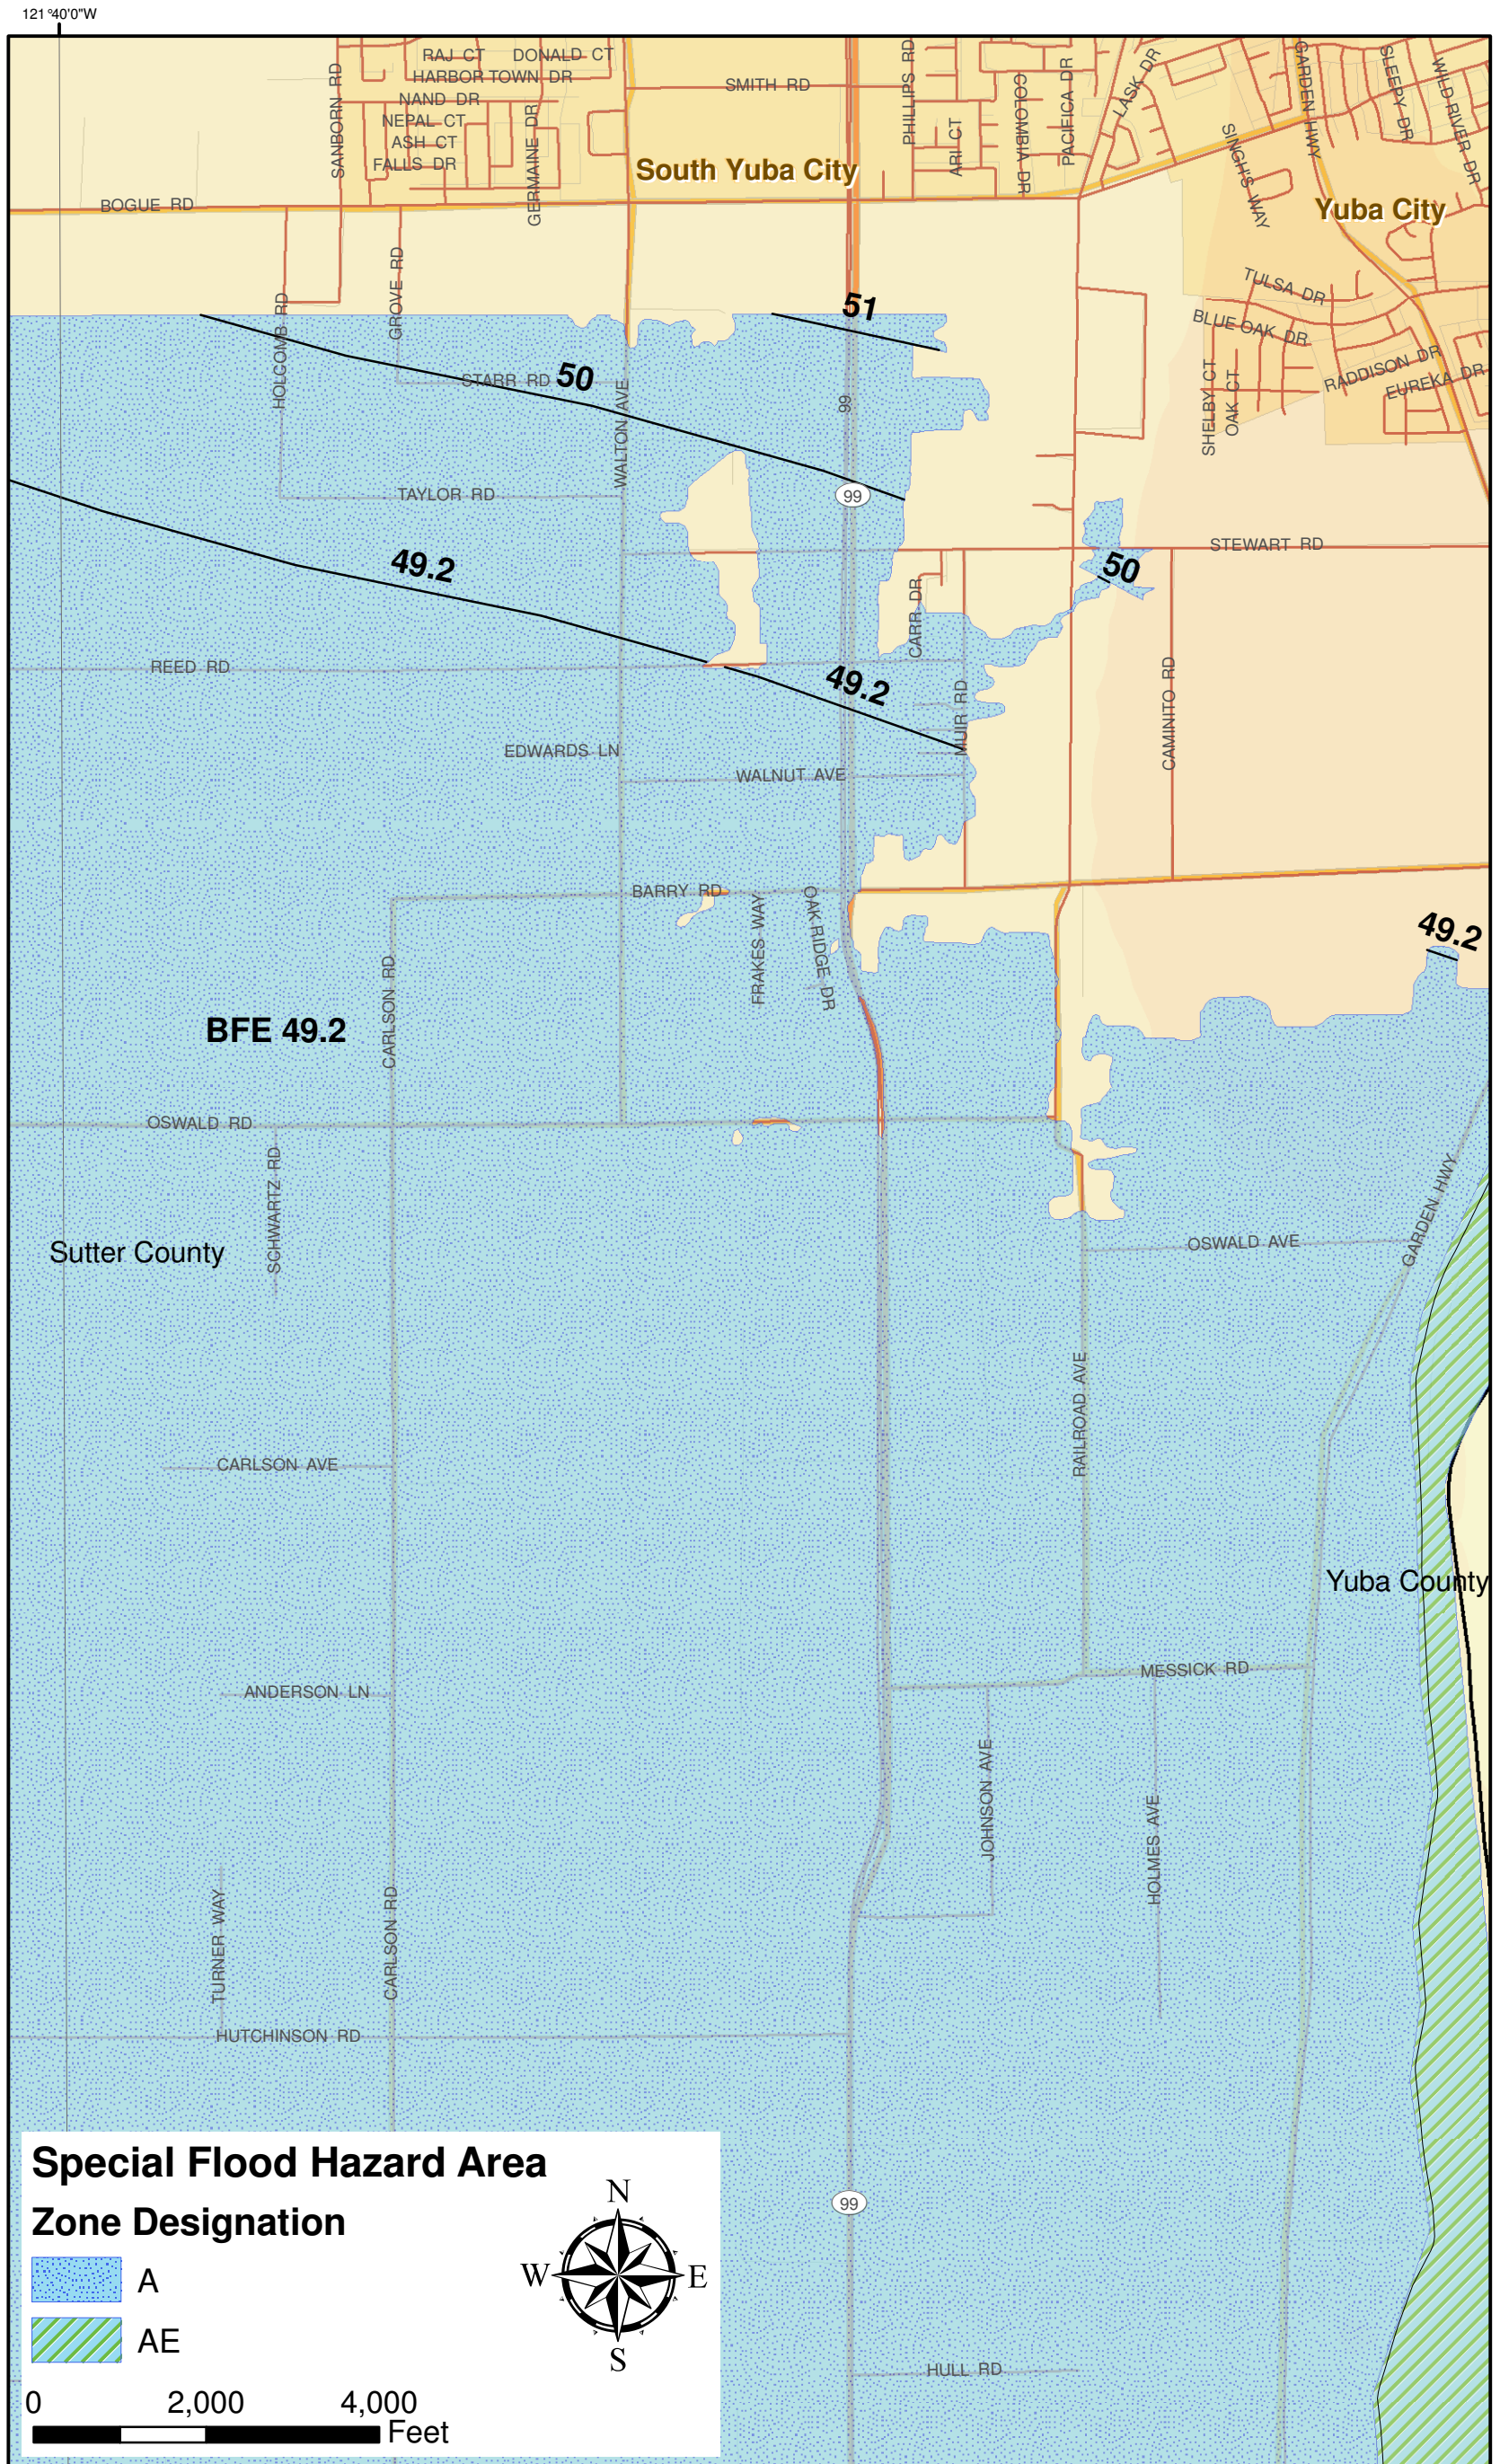 121°40'0"W
RAJ CT
DONALD CT
HARBOR TOWN DR
NAND DR
NEPAL CT
ASH CT
FALLS DR
SANBORN RD
GERMAINE DR
SMITH RD
PHILLIPS RD
ARI CT
COLOMBIA DR
PACIFICA DR
LASK DR
SINGH'S WAY
GARDEN HWY
SLEEPY DR
WILD RIVER DR
South Yuba City
Yuba City
BOGUE RD
HOLCOMB RD
GROVE RD
TULSA DR
BLUE OAK DR
RADDISON DR
EUREKA DR
SHELBY CT
OAK CT
51
50
STARR RD
WALTON AVE
99
TAYLOR RD
99
STEWART RD
50
49.2
CARR DR
REED RD
49.2
MUIR RD
CAMINITO RD
EDWARDS LN
WALNUT AVE
BARRY RD
FRAKES WAY
OAK RIDGE DR
49.2
CARLSON RD
BFE 49.2
OSWALD RD
SCHWARTZ RD
Sutter County
OSWALD AVE
GARDEN HWY
RAILROAD AVE
CARLSON AVE
Yuba County
MESSICK RD
ANDERSON LN
JOHNSON AVE
HOLMES AVE
TURNER WAY
CARLSON RD
HUTCHINSON RD
99
HULL RD
Special Flood Hazard Area
Zone Designation
A
AE
N
W
E
S
0 2,000 4,000
Feet